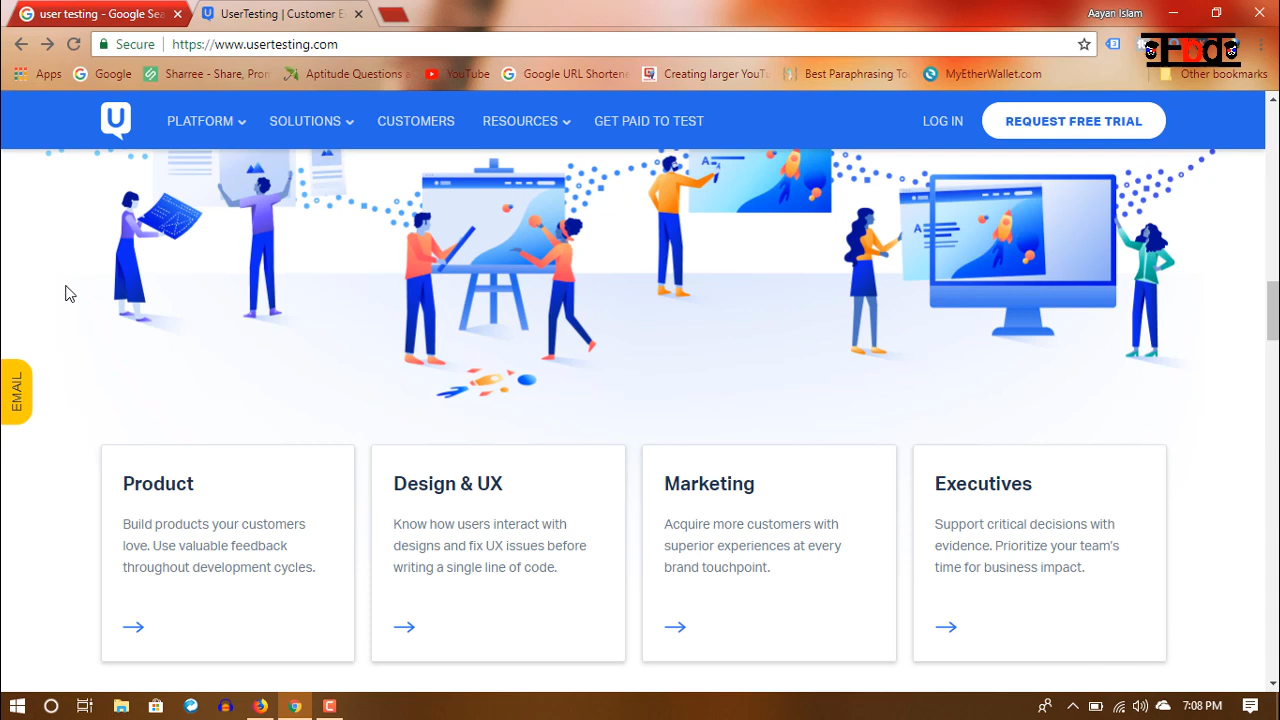 user testing - Google Sea
UserTesting | Customer E
Aayan Islam
Secure
https://www.usertesting.com
Apps
Google
Sharree - Share, Pron
Aptitude Questions a
YouTube
Google URL Shortene
Creating larger YouTu
Best Paraphrasing To
MyEtherWallet.com
Other bookmarks
U
PLATFORM
SOLUTIONS
CUSTOMERS
RESOURCES
GET PAID TO TEST
LOG IN
REQUEST FREE TRIAL
EMAIL
Product
Build products your customers
love. Use valuable feedback
throughout development cycles.
Design & UX
Know how users interact with
designs and fix UX issues before
writing a single line of code.
Marketing
Acquire more customers with
superior experiences at every
brand touchpoint.
Executives
Support critical decisions with
evidence. Prioritize your team's
time for business impact.
7:08 PM